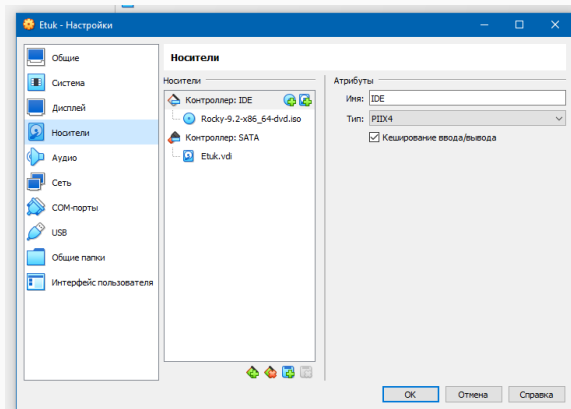 Etuk - Настройки
Общие
Система
Дисплей
Носители
Аудио
Сеть
COM-порты
USB
Общие папки
Интерфейс пользователя
Носители
Носители
Контроллер: IDE
Rocky-9.2-x86_64-dvd.iso
Контроллер: SATA
Etuk.vdi
Атрибуты
Имя: IDE
Тип: PIIX4
Кеширование ввода/вывода
OK Отмена Справка